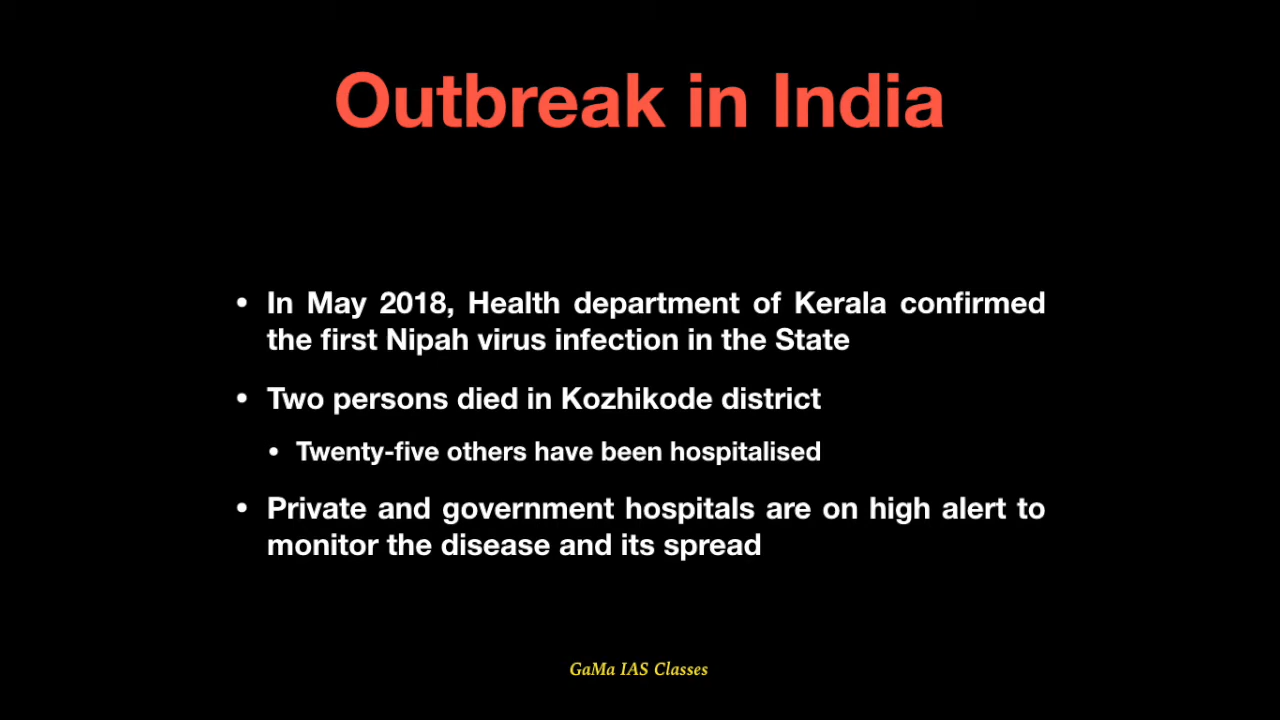 Outbreak in India
• In May 2018, Health department of Kerala confirmed
the first Nipah virus infection in the State
• Two persons died in Kozhikode district
• Twenty-five others have been hospitalised
• Private and government hospitals are on high alert to
monitor the disease and its spread
GaMa IAS Classes